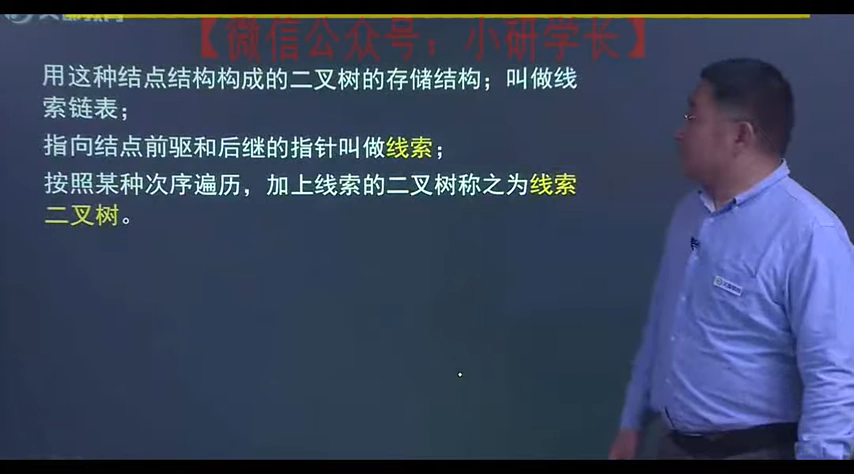 【微信公众号：小研学长】
用这种结点结构构成的二叉树的存储结构；叫做线
索链表；
指向结点前驱和后继的指针叫做线索；
按照某种次序遍历，加上线索的二叉树称之为线索
二叉树。